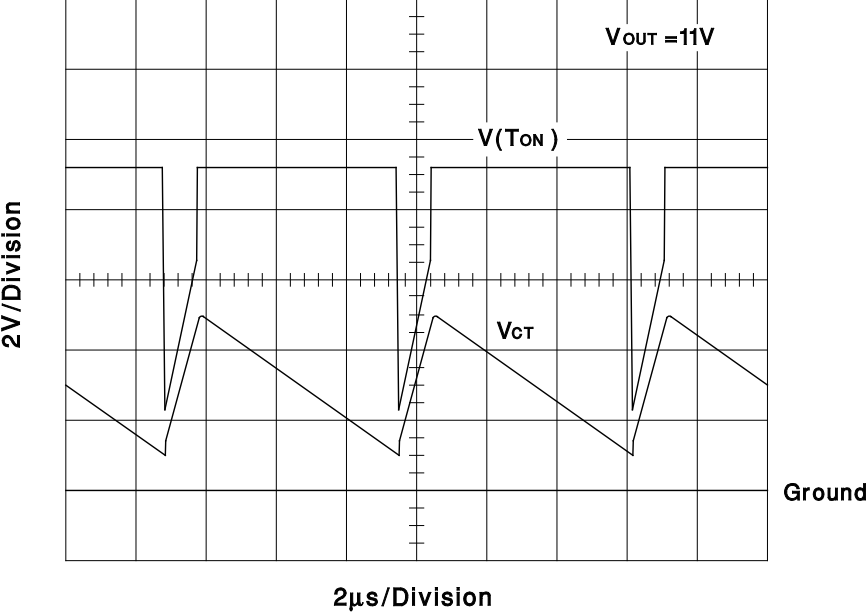 VOUT =11V
V(TON )
2V/Division
VCT
Ground
2µs/Division